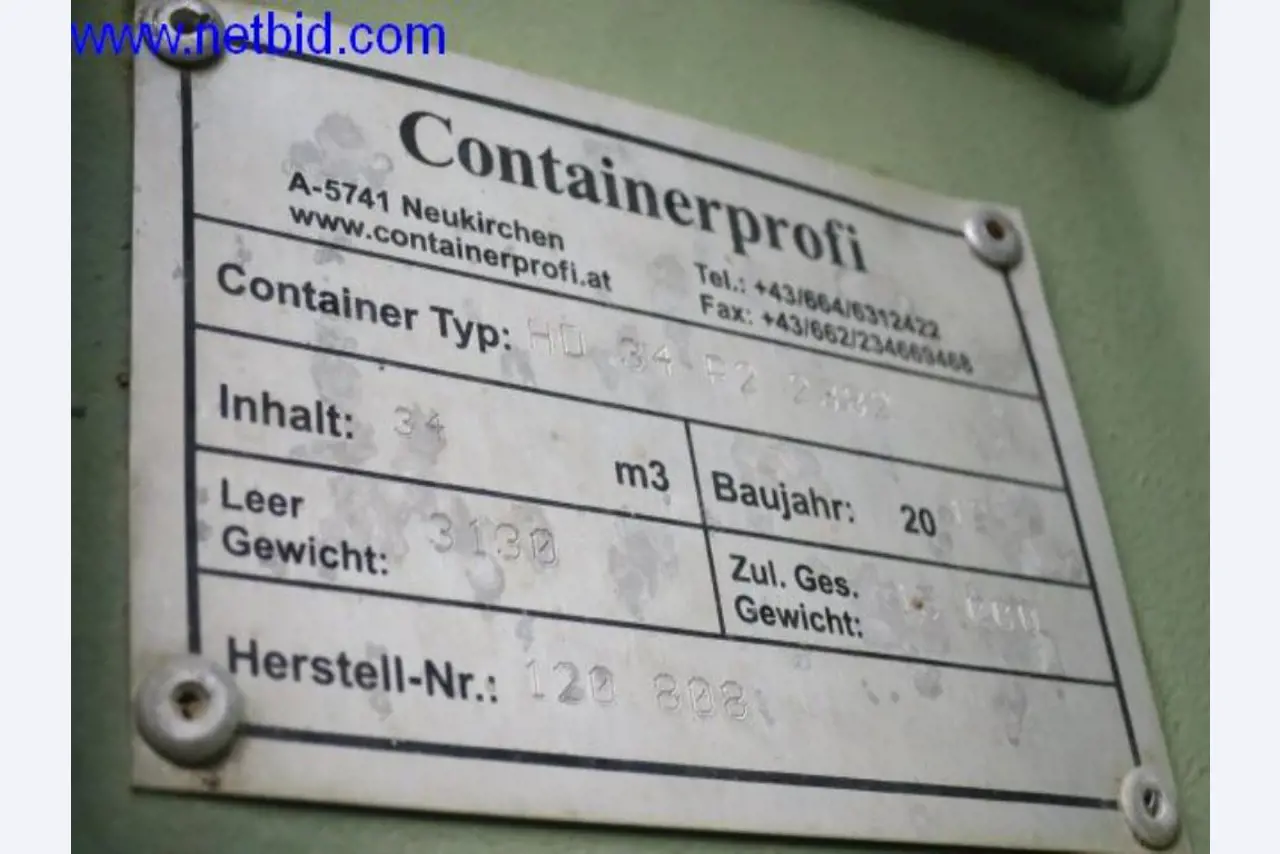 www.netbid.com
Containerprofi
A-5741 Neukirchen
www.containerprofi.at
Tel.: +43/664/6312422
Fax: +43/662/234669468
Container Typ: HD 34 F2
Inhalt: 34 m3
Baujahr: 20
Leer
Gewicht: 3130
Zul. Ges.
Gewicht:
Herstell-Nr.: 120 808